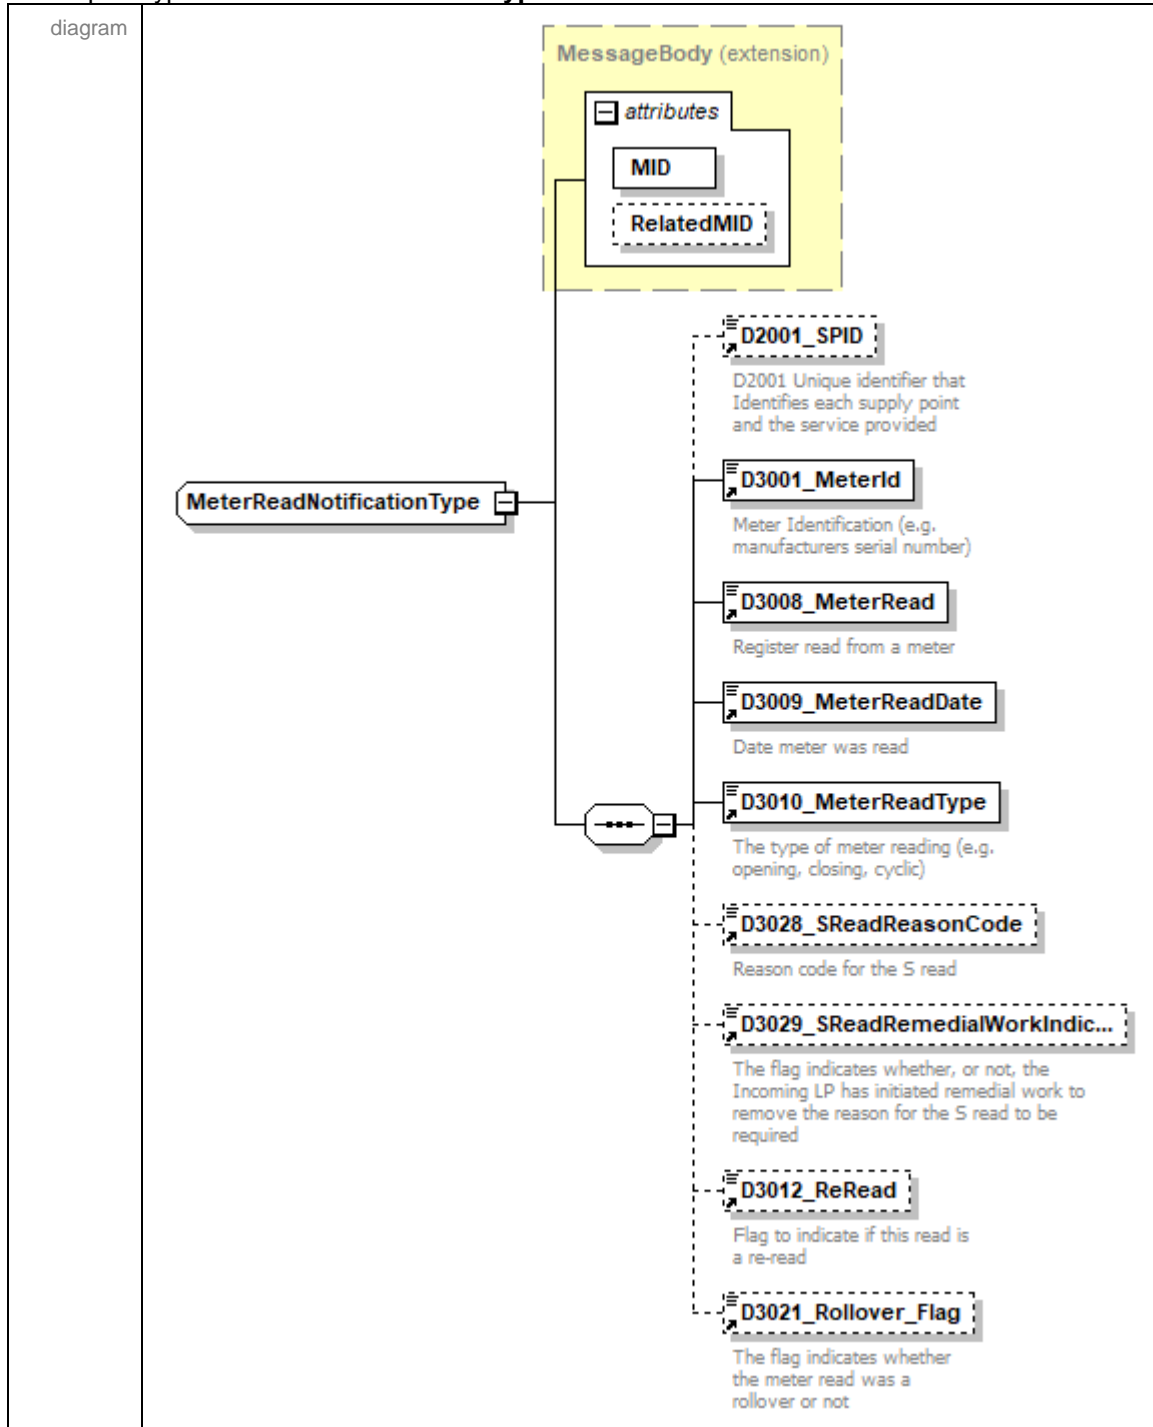 diagram
MessageBody (extension)
attributes
MID
RelatedMID
D2001_SPID
D2001 Unique identifier that
Identifies each supply point
and the service provided
MeterReadNotificationType
D3001_MeterId
Meter Identification (e.g.
manufacturers serial number)
D3008_MeterRead
Register read from a meter
D3009_MeterReadDate
Date meter was read
D3010_MeterReadType
The type of meter reading (e.g.
opening, closing, cyclic)
D3028_SReadReasonCode
Reason code for the S read
D3029_SReadRemedialWorkIndic...
The flag indicates whether, or not, the
Incoming LP has initiated remedial work to
remove the reason for the S read to be
required
D3012_ReRead
Flag to indicate if this read is
a re-read
D3021_Rollover_Flag
The flag indicates whether
the meter read was a
rollover or not